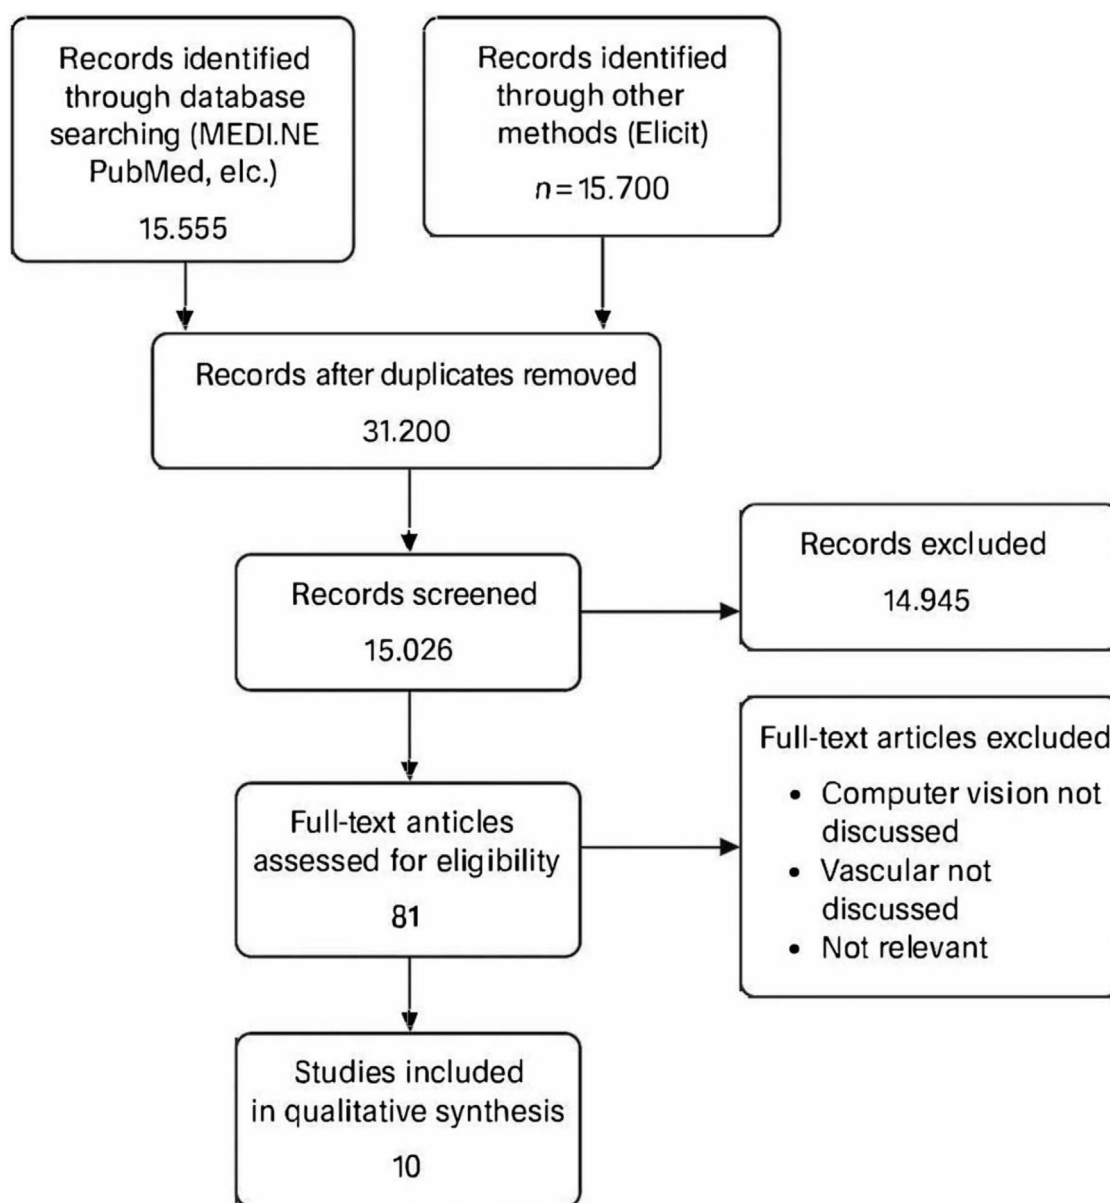 Records identified
through database
searching (MEDI.NE
PubMed, elc.)
15.555
Records identified
through other
methods (Elicit)
n=15.700
Records after duplicates removed
31.200
Records screened
15.026
Records excluded
14.945
Full-text anticles
assessed for eligibility
81
Full-text articles excluded
• Computer vision not
discussed
• Vascular not
discussed
• Not relevant
Studies included
in qualitative synthesis
10